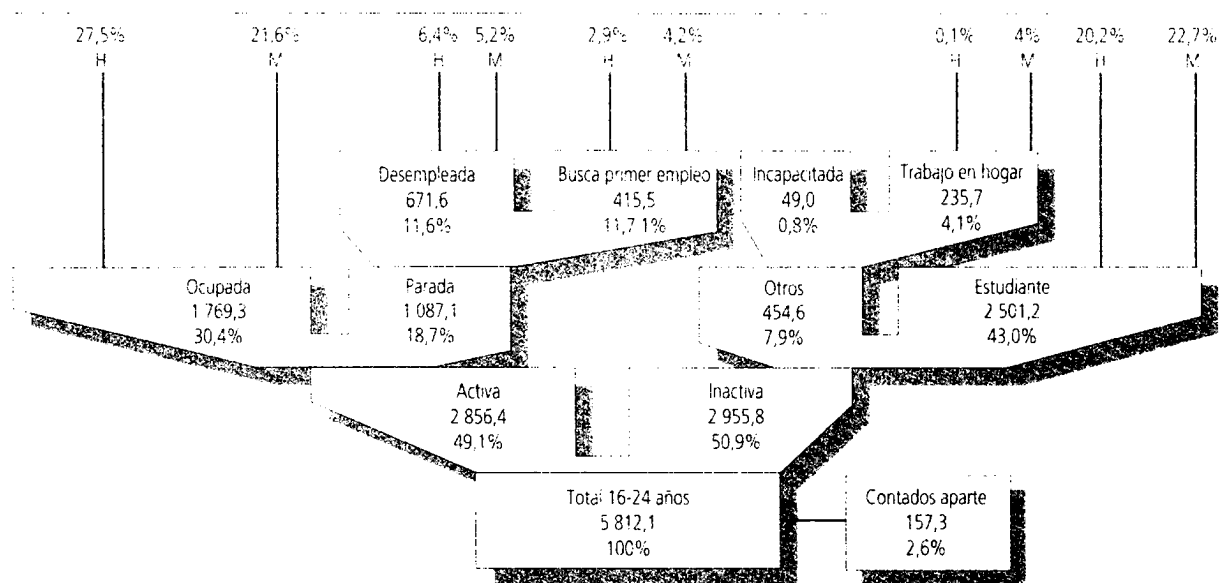 27,5% 21,6% 6,4% 5,2% 2,9% 4,2% 0,1% 4% 20,2% 22,7%
H M H M H M H M H M
Desempleada
671,6
11,6%
Busca primer empleo
415,5
11,7 1%
Incapacitada
49,0
0,8%
Trabajo en hogar
235,7
4,1%
Ocupada
1 769,3
30,4%
Parada
1 087,1
18,7%
Otros
454,6
7,9%
Estudiante
2 501,2
43,0%
Activa
2 856,4
49,1%
Inactiva
2 955,8
50,9%
Total 16-24 años
5 812,1
100%
Contados aparte
157,3
2,6%